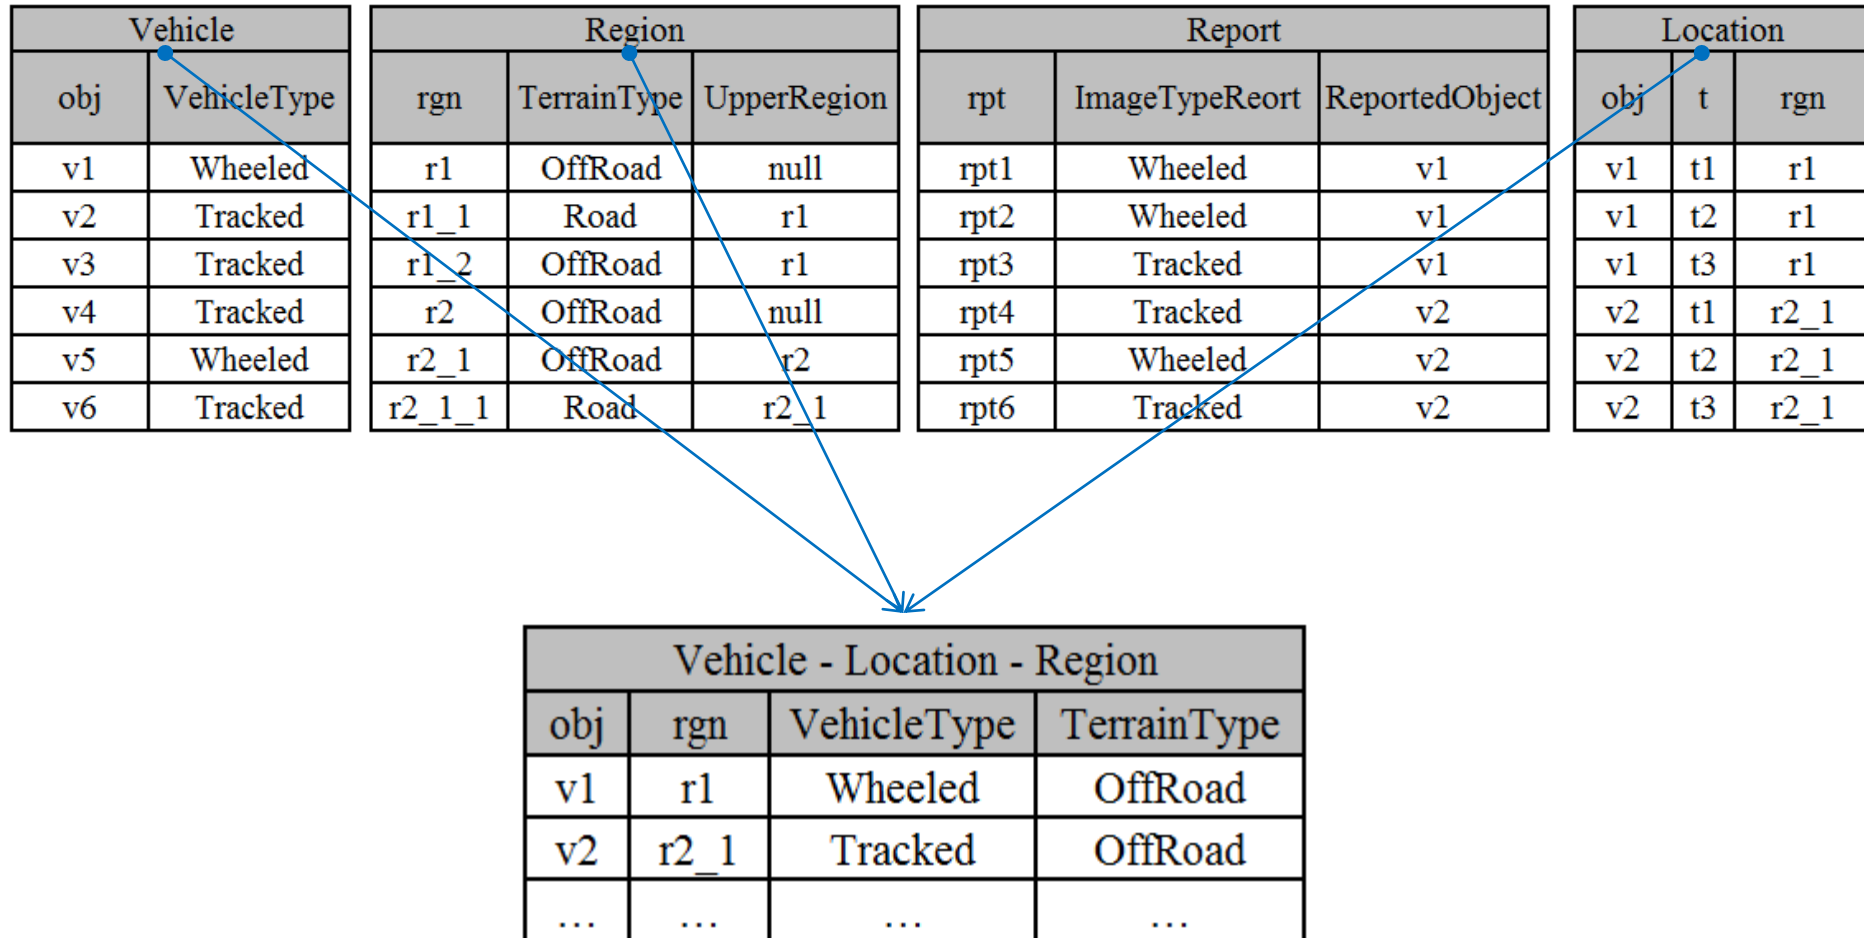 Vehicle Region Report Location
obj VehicleType rgn TerrainType UpperRegion rpt ImageTypeReort ReportedObject obj t rgn
v1 Wheeled r1 OffRoad null rpt1 Wheeled v1 v1 t1 r1
v2 Tracked r1_1 Road r1 rpt2 Wheeled v1 v1 t2 r1
v3 Tracked r1_2 OffRoad r1 rpt3 Tracked v1 v1 t3 r1
v4 Tracked r2 OffRoad null rpt4 Tracked v2 v2 t1 r2_1
v5 Wheeled r2_1 OffRoad r2 rpt5 Wheeled v2 v2 t2 r2_1
v6 Tracked r2_1_1 Road r2_1 rpt6 Tracked v2 v2 t3 r2_1
Vehicle - Location - Region
obj rgn VehicleType TerrainType
v1 r1 Wheeled OffRoad
v2 r2_1 Tracked OffRoad
... ... ... ...